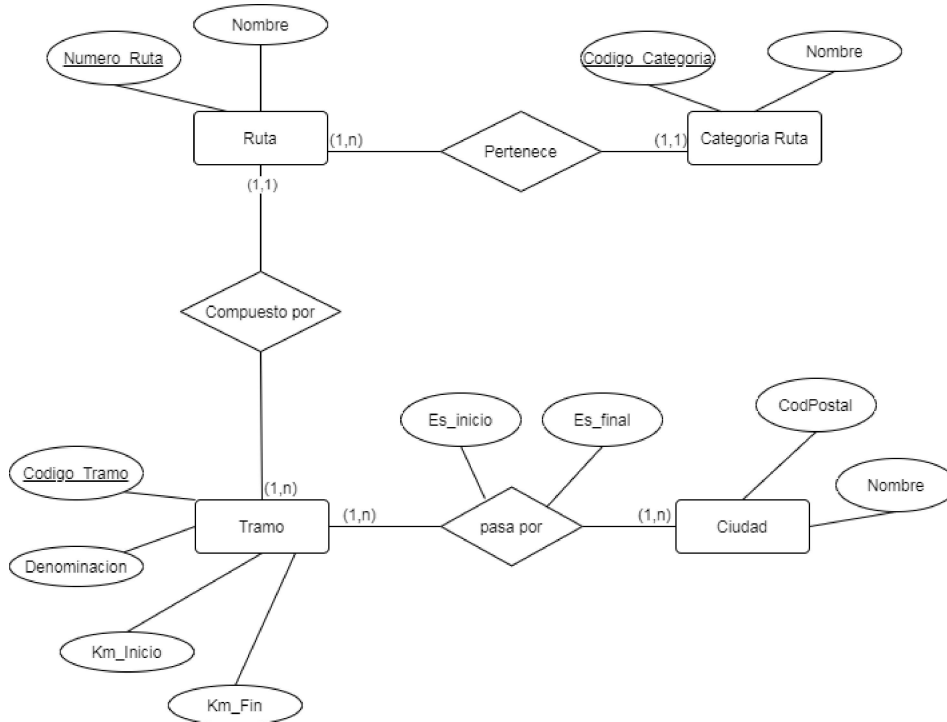 Nombre
Numero_Ruta
Codigo_Categoria
Nombre
Ruta
(1,n)
Pertenece
(1,1)
Categoria Ruta
(1,1)
Compuesto por
Es_inicio
Es_final
CodPostal
Codigo_Tramo
Nombre
(1,n)
Tramo
(1,n)
pasa por
(1,n)
Ciudad
Denominacion
Km_Inicio
Km_Fin